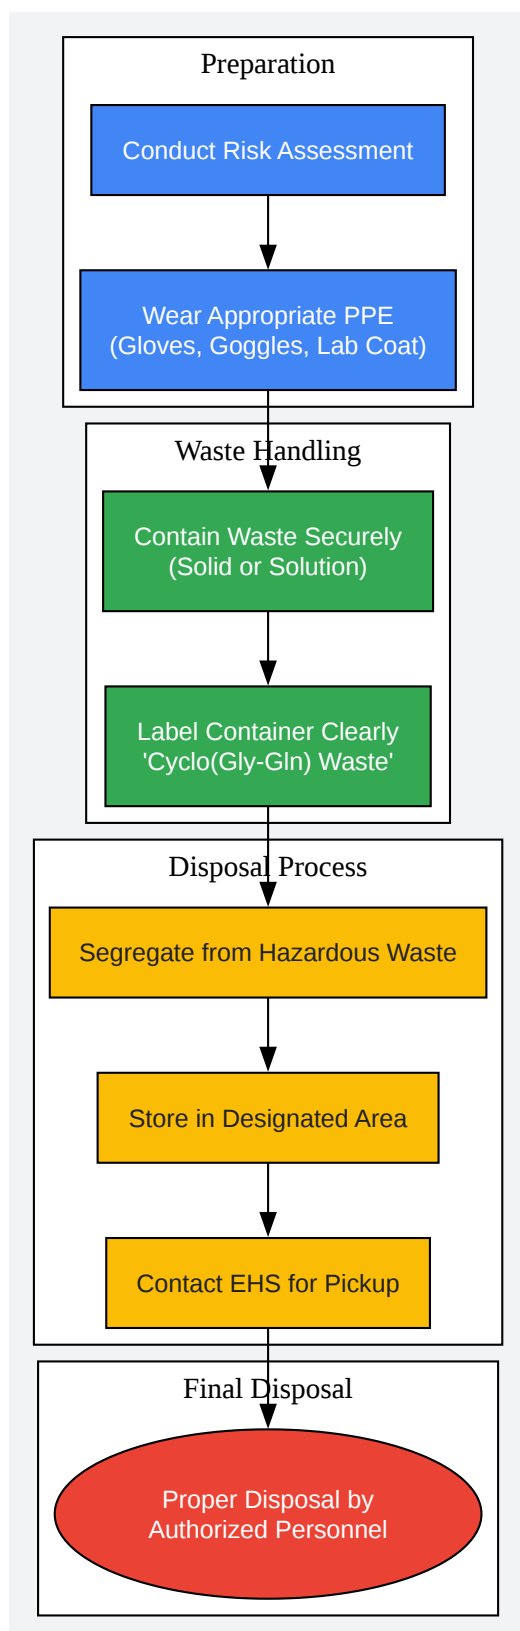 Preparation
Conduct Risk Assessment
Wear Appropriate PPE
(Gloves, Goggles, Lab Coat)
Waste Handling
Contain Waste Securely
(Solid or Solution)
Label Container Clearly
'Cyclo(Gly-Gln) Waste'
Disposal Process
Segregate from Hazardous Waste
Store in Designated Area
Contact EHS for Pickup
Final Disposal
Proper Disposal by
Authorized Personnel